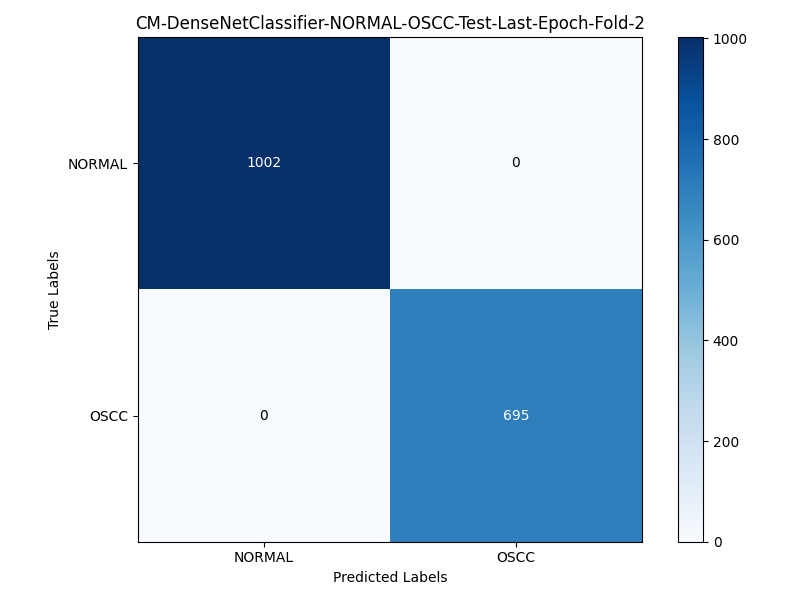 CM-DenseNetClassifier-NORMAL-OSCC-Test-Last-Epoch-Fold-2
True Labels
NORMAL
1002
0
OSCC
0
695
NORMAL
OSCC
Predicted Labels
1000
800
600
400
200
0